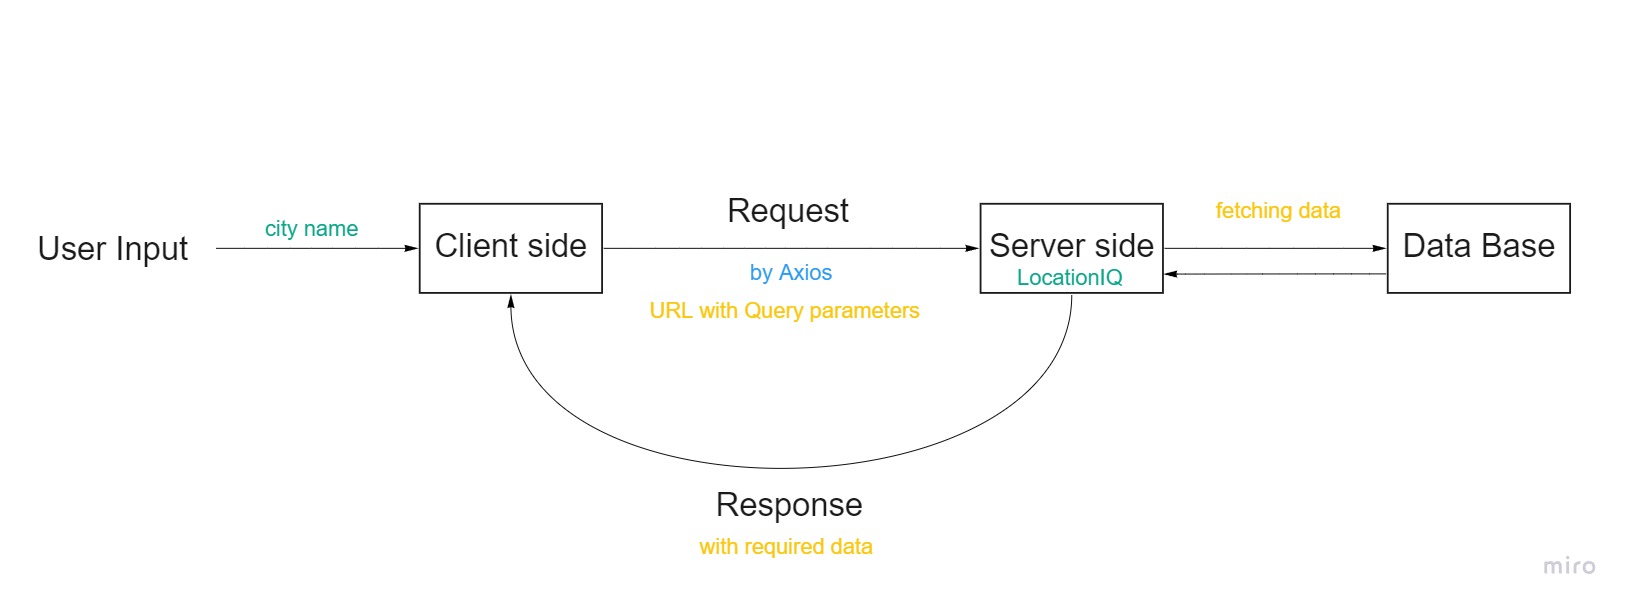 User Input
city name
Client side
Request
by Axios
URL with Query parameters
Server side
LocationIQ
fetching data
Data Base
Response
with required data
miro